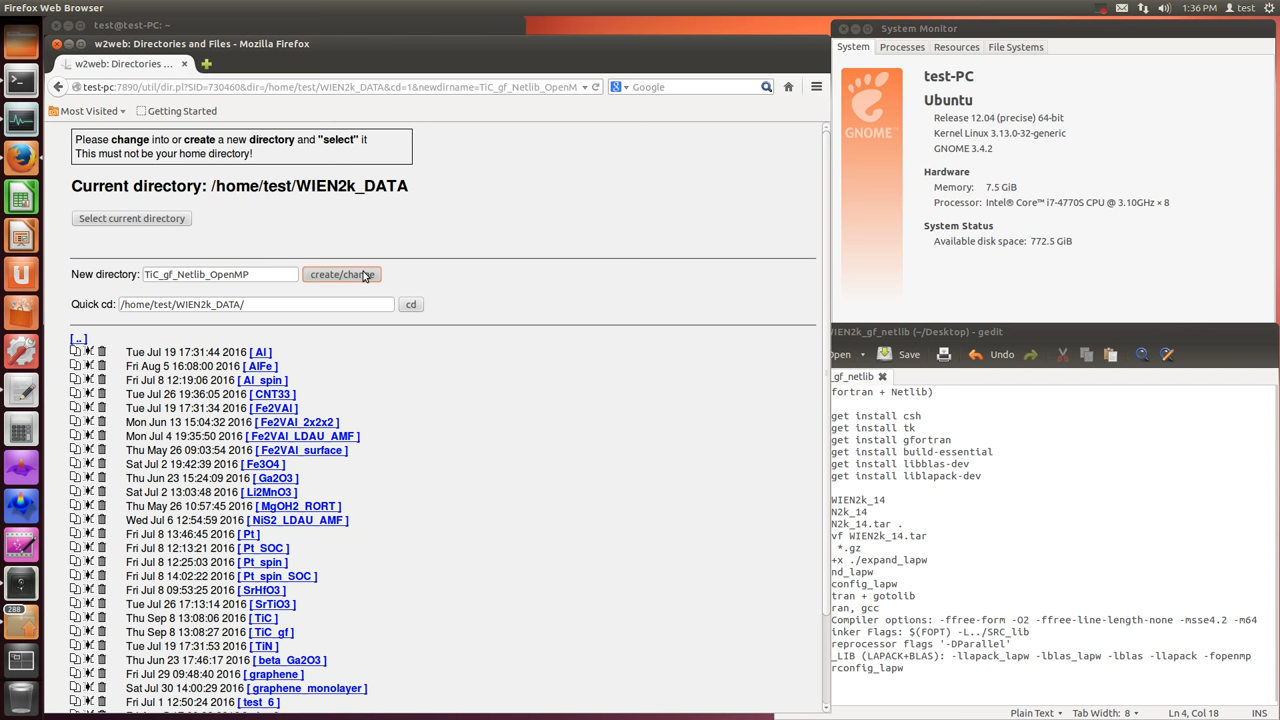 Firefox Web Browser
1:36 PM
test
test@test-PC: ~
w2web: Directories and Files - Mozilla Firefox
w2web: Directories ...
test-pc:7890/util/dir.pl?SID=730460&dir=/home/test/WIEN2k_DATA&cd=1&newdirname=TiC_gf_Netlib_OpenM
Google
Most Visited
Getting Started
Please change into or create a new directory and "select" it
This must not be your home directory!
Current directory: /home/test/WIEN2k_DATA
Select current directory
New directory: TiC_gf_Netlib_OpenMP create/change
Quick cd: /home/test/WIEN2k_DATA/ cd
[ .. ]
Tue Jul 19 17:31:44 2016 [ Al ]
Fri Aug 5 16:08:00 2016 [ AlFe ]
Fri Jul 8 12:19:06 2016 [ Al_spin ]
Tue Jul 26 19:36:05 2016 [ CNT33 ]
Tue Jul 19 17:31:34 2016 [ Fe2VAl ]
Mon Jun 13 15:04:32 2016 [ Fe2VAl_2x2x2 ]
Mon Jul 4 19:35:50 2016 [ Fe2VAl_LDAU_AMF ]
Thu May 26 09:03:54 2016 [ Fe2VAl_surface ]
Sat Jul 2 19:42:39 2016 [ Fe3O4 ]
Thu Jun 23 15:24:09 2016 [ Ga2O3 ]
Sat Jul 2 13:03:48 2016 [ Li2MnO3 ]
Thu May 26 10:57:45 2016 [ MgOH2_RORT ]
Wed Jul 6 12:54:59 2016 [ NiS2_LDAU_AMF ]
Fri Jul 8 13:46:45 2016 [ Pt ]
Fri Jul 8 12:13:21 2016 [ Pt_SOC ]
Fri Jul 8 12:25:03 2016 [ Pt_spin ]
Fri Jul 8 14:02:22 2016 [ Pt_spin_SOC ]
Fri Jul 8 09:53:25 2016 [ SrHfO3 ]
Tue Jul 26 17:13:14 2016 [ SrTiO3 ]
Thu Sep 8 13:08:06 2016 [ TiC ]
Thu Sep 8 13:08:27 2016 [ TiC_gf ]
Tue Jul 19 17:31:53 2016 [ TiN ]
Thu Jun 23 17:46:17 2016 [ beta_Ga2O3 ]
Fri Jul 29 09:48:40 2016 [ graphene ]
Sat Jul 30 14:00:29 2016 [ graphene_monolayer ]
Fri Jul 1 12:50:24 2016 [ test_6 ]
288
System Monitor
System Processes Resources File Systems
GNOME
test-PC
Ubuntu
Release 12.04 (precise) 64-bit
Kernel Linux 3.13.0-32-generic
GNOME 3.4.2
Hardware
Memory: 7.5 GiB
Processor: Intel® Core™ i7-4770S CPU @ 3.10GHz × 8
System Status
Available disk space: 772.5 GiB
WIEN2k_gf_netlib (~/Desktop) - gedit
Open Save Undo
_gf_netlib
fortran + Netlib)
get install csh
get install tk
get install gfortran
get install build-essential
get install libblas-dev
get install liblapack-dev
WIEN2k_14
N2k_14
N2k_14.tar .
vf WIEN2k_14.tar
*.gz
+x ./expand_lapw
nd_lapw
config_lapw
tran + gotolib
ran, gcc
Compiler options: -ffree-form -O2 -ffree-line-length-none -msse4.2 -m64
inker Flags: $(FOPT) -L../SRC_lib
reprocessor flags '-DParallel'
_LIB (LAPACK+BLAS): -llapack_lapw -lblas_lapw -lblas -llapack -fopenmp
rconfig_lapw
Plain Text Tab Width: 8 Ln 4, Col 18 INS